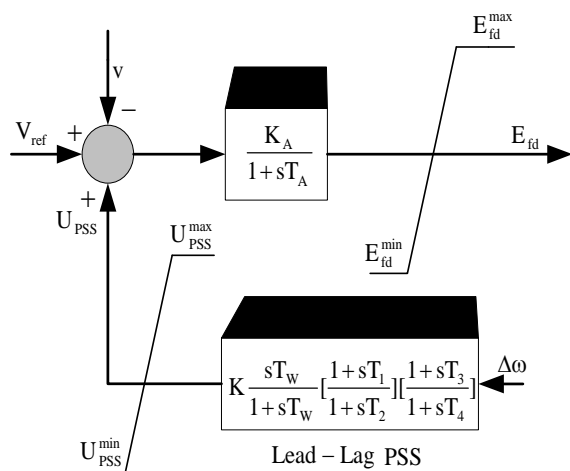 E_fd^max
v
−
V_ref
+
K_A / (1 + sT_A)
E_fd
+
U_PSS
U_PSS^max
E_fd^min
K sT_W / (1 + sT_W) [(1 + sT_1) / (1 + sT_2)] [(1 + sT_3) / (1 + sT_4)]
Δω
U_PSS^min
Lead – Lag PSS